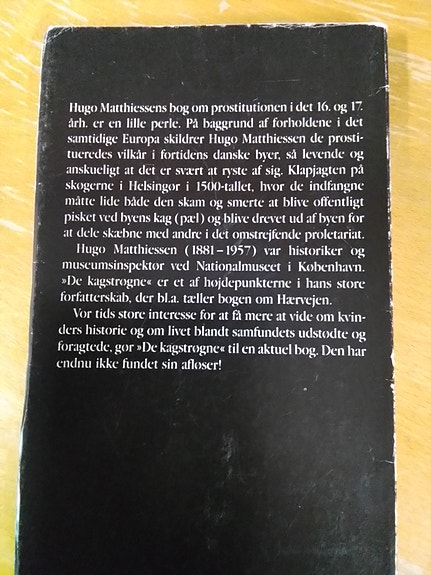 Hugo Matthiessens bog om prostitutionen i det 16. og 17.
årh. er en lille perle. På baggrund af forholdene i det
samtidige Europa skildrer Hugo Matthiessen de prosti-
tueredes vilkår i fortidens danske byer, så levende og
anskueligt at det er svært at ryste af sig. Klapjagten på
skøgerne i Helsingør i 1500-tallet, hvor de indfangne
måtte lide både den skam og smerte at blive offentligt
pisket ved byens kag (pæl) og blive drevet ud af byen for
at dele skæbne med andre i det omstrejfende proletariat.
Hugo Matthiessen (1881–1957) var historiker og
museumsinspektør ved Nationalmuseet i København.
»De kagstrøgne« er et af højdepunkterne i hans store
forfatterskab, der bl.a. tæller bogen om Hærvejen.
Vor tids store interesse for at få mere at vide om kvin-
ders historie og om livet blandt samfundets udstødte og
foragtede, gør »De kagstrøgne« til en aktuel bog. Den har
endnu ikke fundet sin afløser!